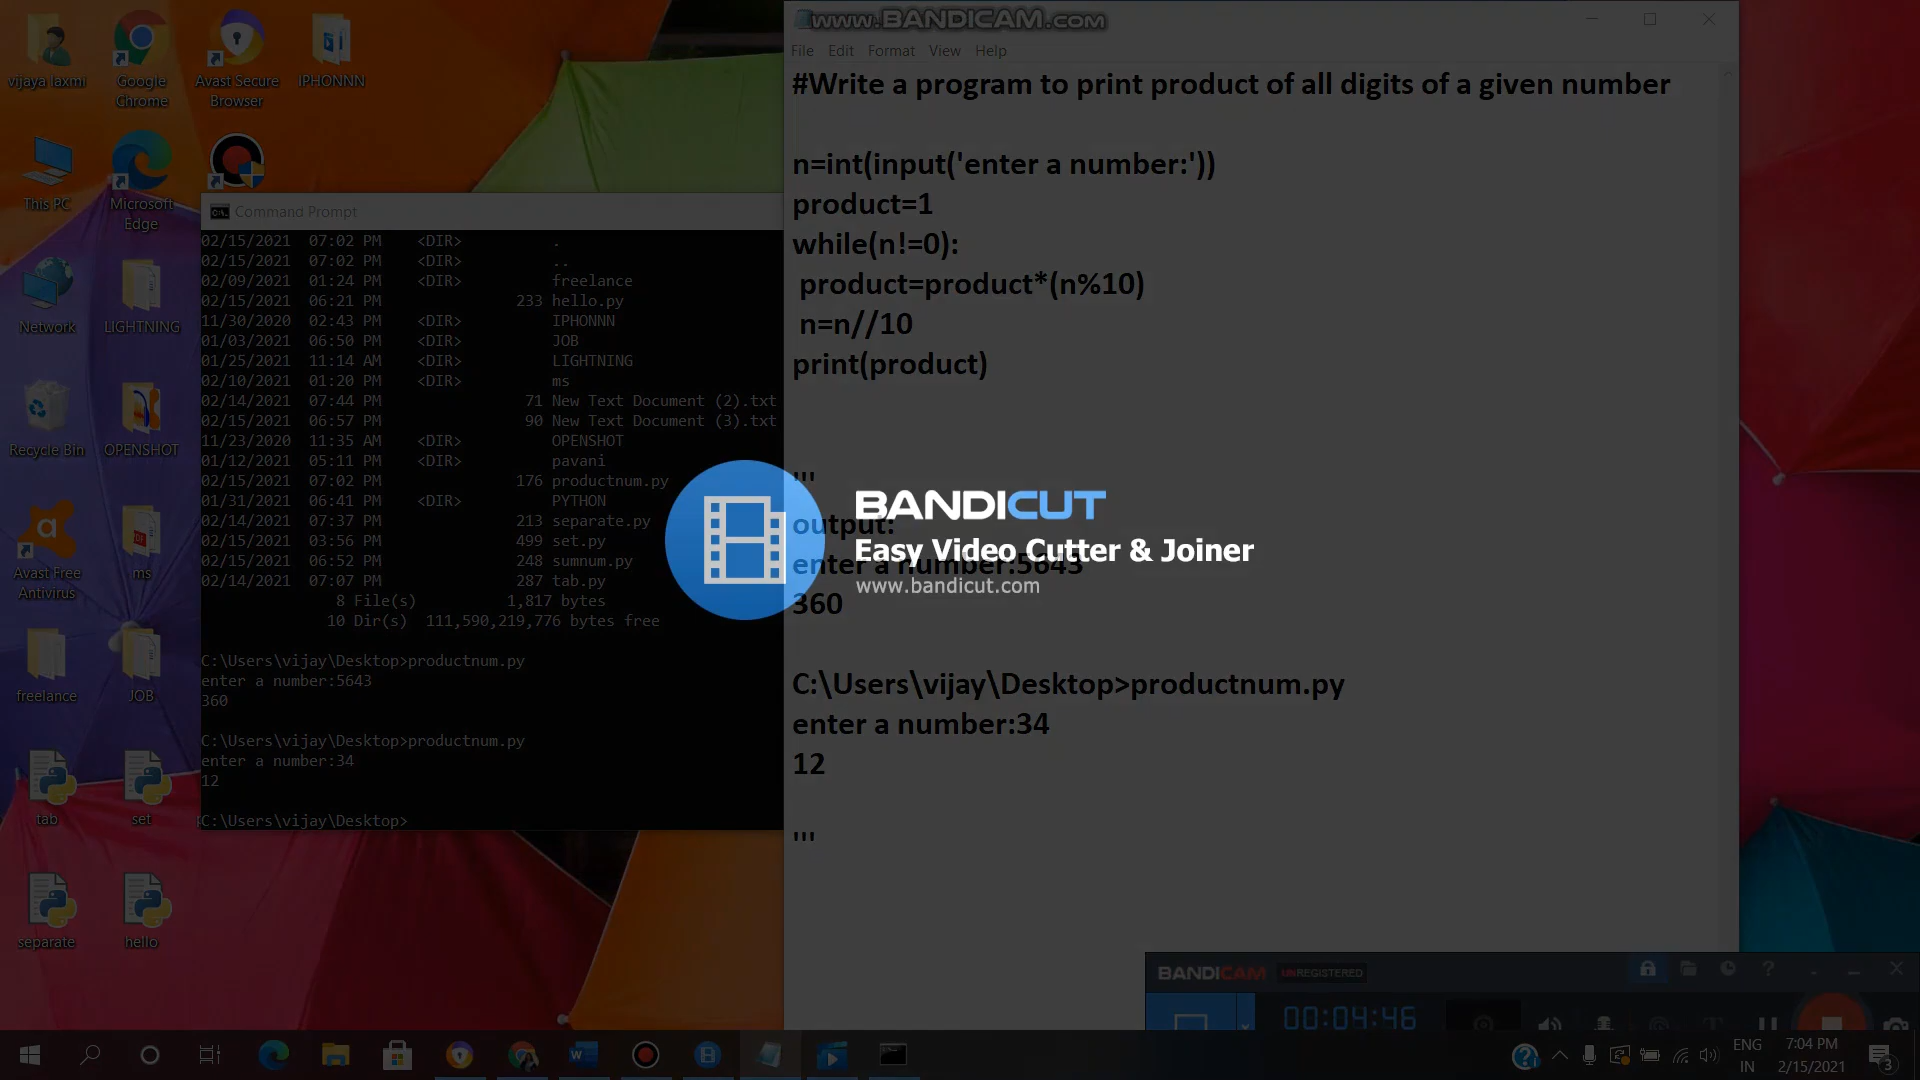 vijaya laxmi
Google Chrome
Avast Secure Browser
IPHONNN
This PC
Microsoft Edge
Network
LIGHTNING
Recycle Bin
OPENSHOT
Avast Free Antivirus
ms
freelance
JOB
tab
set
separate
hello
Command Prompt
02/15/2021 07:02 PM <DIR> .
02/15/2021 07:02 PM <DIR> ..
02/09/2021 01:24 PM <DIR> freelance
02/15/2021 06:21 PM 233 hello.py
11/30/2020 02:43 PM <DIR> IPHONNN
01/03/2021 06:50 PM <DIR> JOB
01/25/2021 11:14 AM <DIR> LIGHTNING
02/10/2021 01:20 PM <DIR> ms
02/14/2021 07:44 PM 71 New Text Document (2).txt
02/15/2021 06:57 PM 90 New Text Document (3).txt
11/23/2020 11:35 AM <DIR> OPENSHOT
01/12/2021 05:11 PM <DIR> pavani
02/15/2021 07:02 PM 176 productnum.py
01/31/2021 06:41 PM <DIR> PYTHON
02/14/2021 07:37 PM 213 separate.py
02/15/2021 03:56 PM 499 set.py
02/15/2021 06:52 PM 248 sumnum.py
02/14/2021 07:07 PM 287 tab.py
8 File(s) 1,817 bytes
10 Dir(s) 111,590,219,776 bytes free
C:\Users\vijay\Desktop>productnum.py
enter a number:5643
360
C:\Users\vijay\Desktop>productnum.py
enter a number:34
12
C:\Users\vijay\Desktop>
www.BANDICAM.com
File Edit Format View Help
#Write a program to print product of all digits of a given number
n=int(input('enter a number:'))
product=1
while(n!=0):
product=product*(n%10)
n=n//10
print(product)
'''
output:
enter a number:5643
360
C:\Users\vijay\Desktop>productnum.py
enter a number:34
12
'''
BANDICUT
Easy Video Cutter & Joiner
www.bandicut.com
BANDICAM UNREGISTERED
00:04:46
ENG
IN
7:04 PM
2/15/2021
3